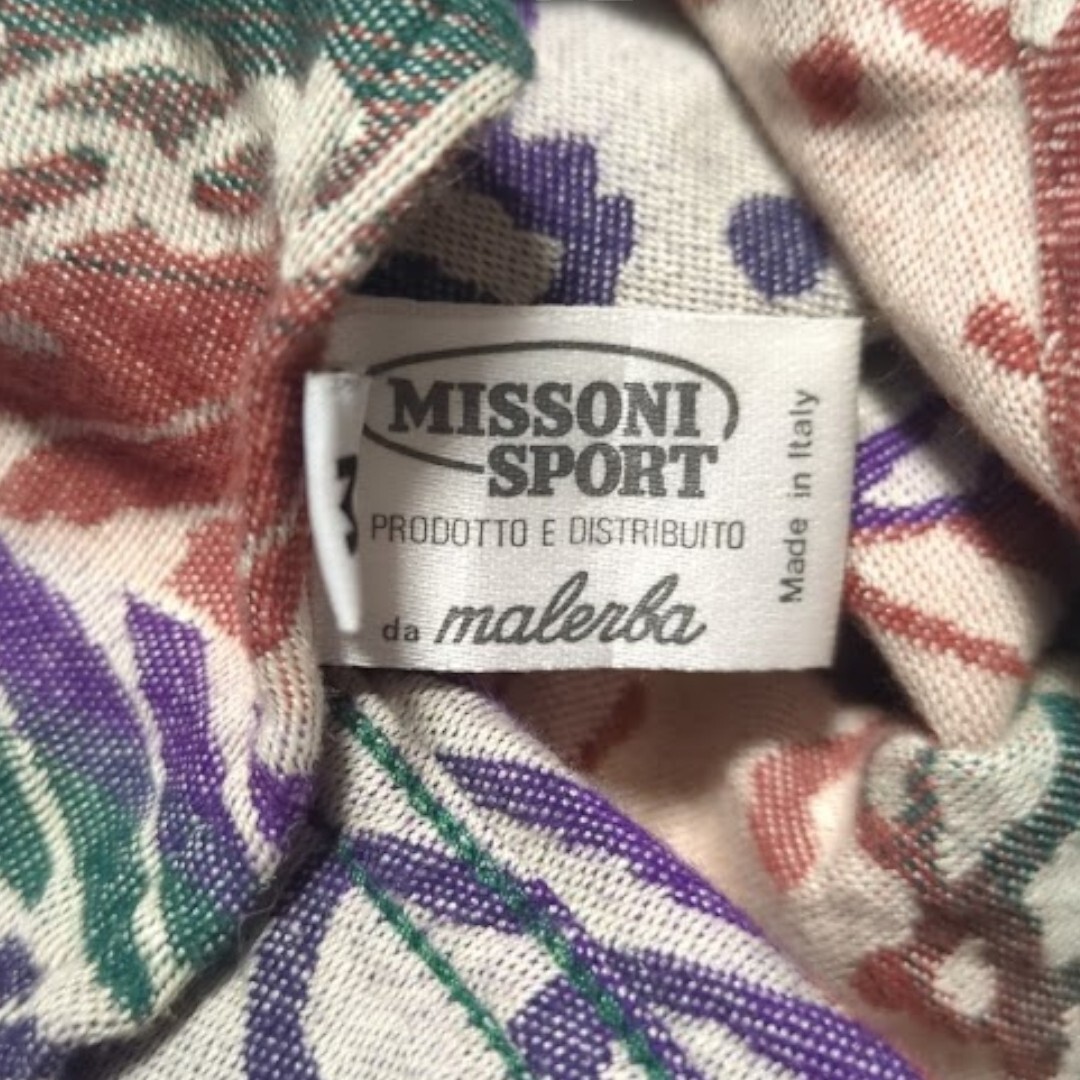 MISSONI
SPORT
PRODOTTO E DISTRIBUITO
da malerba
Made in Italy
M